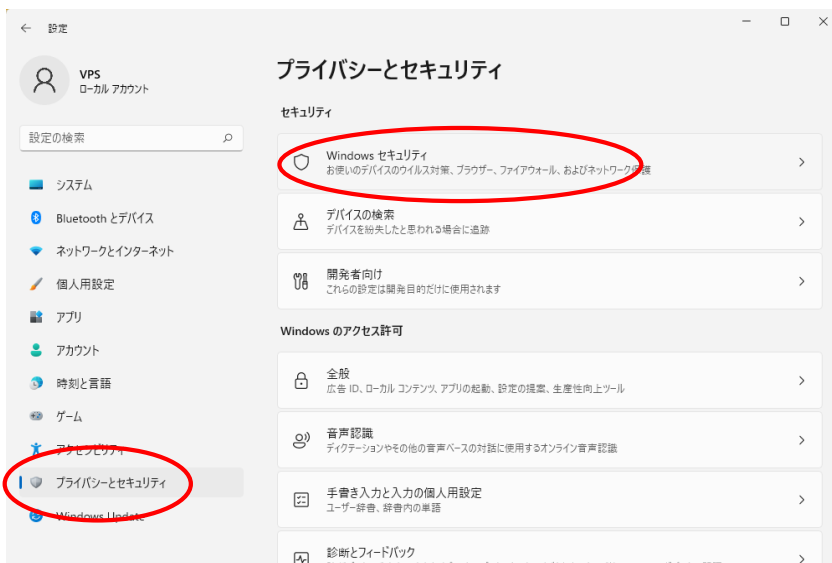 設定
VPS
ローカル アカウント
設定の検索
システム
Bluetooth とデバイス
ネットワークとインターネット
個人用設定
アプリ
アカウント
時刻と言語
ゲーム
アクセシビリティ
プライバシーとセキュリティ
Windows Update
プライバシーとセキュリティ
セキュリティ
Windows セキュリティ
お使いのデバイスのウイルス対策、ブラウザー、ファイアウォール、およびネットワーク保護
デバイスの検索
デバイスを紛失したと思われる場合に追跡
開発者向け
これらの設定は開発目的だけに使用されます
Windows のアクセス許可
全般
広告 ID、ローカル コンテンツ、アプリの起動、設定の提案、生産性向上ツール
音声認識
ディクテーションやその他の音声ベースの対話に使用するオンライン音声認識
手書き入力と入力の個人用設定
ユーザー辞書、辞書内の単語
診断とフィードバック